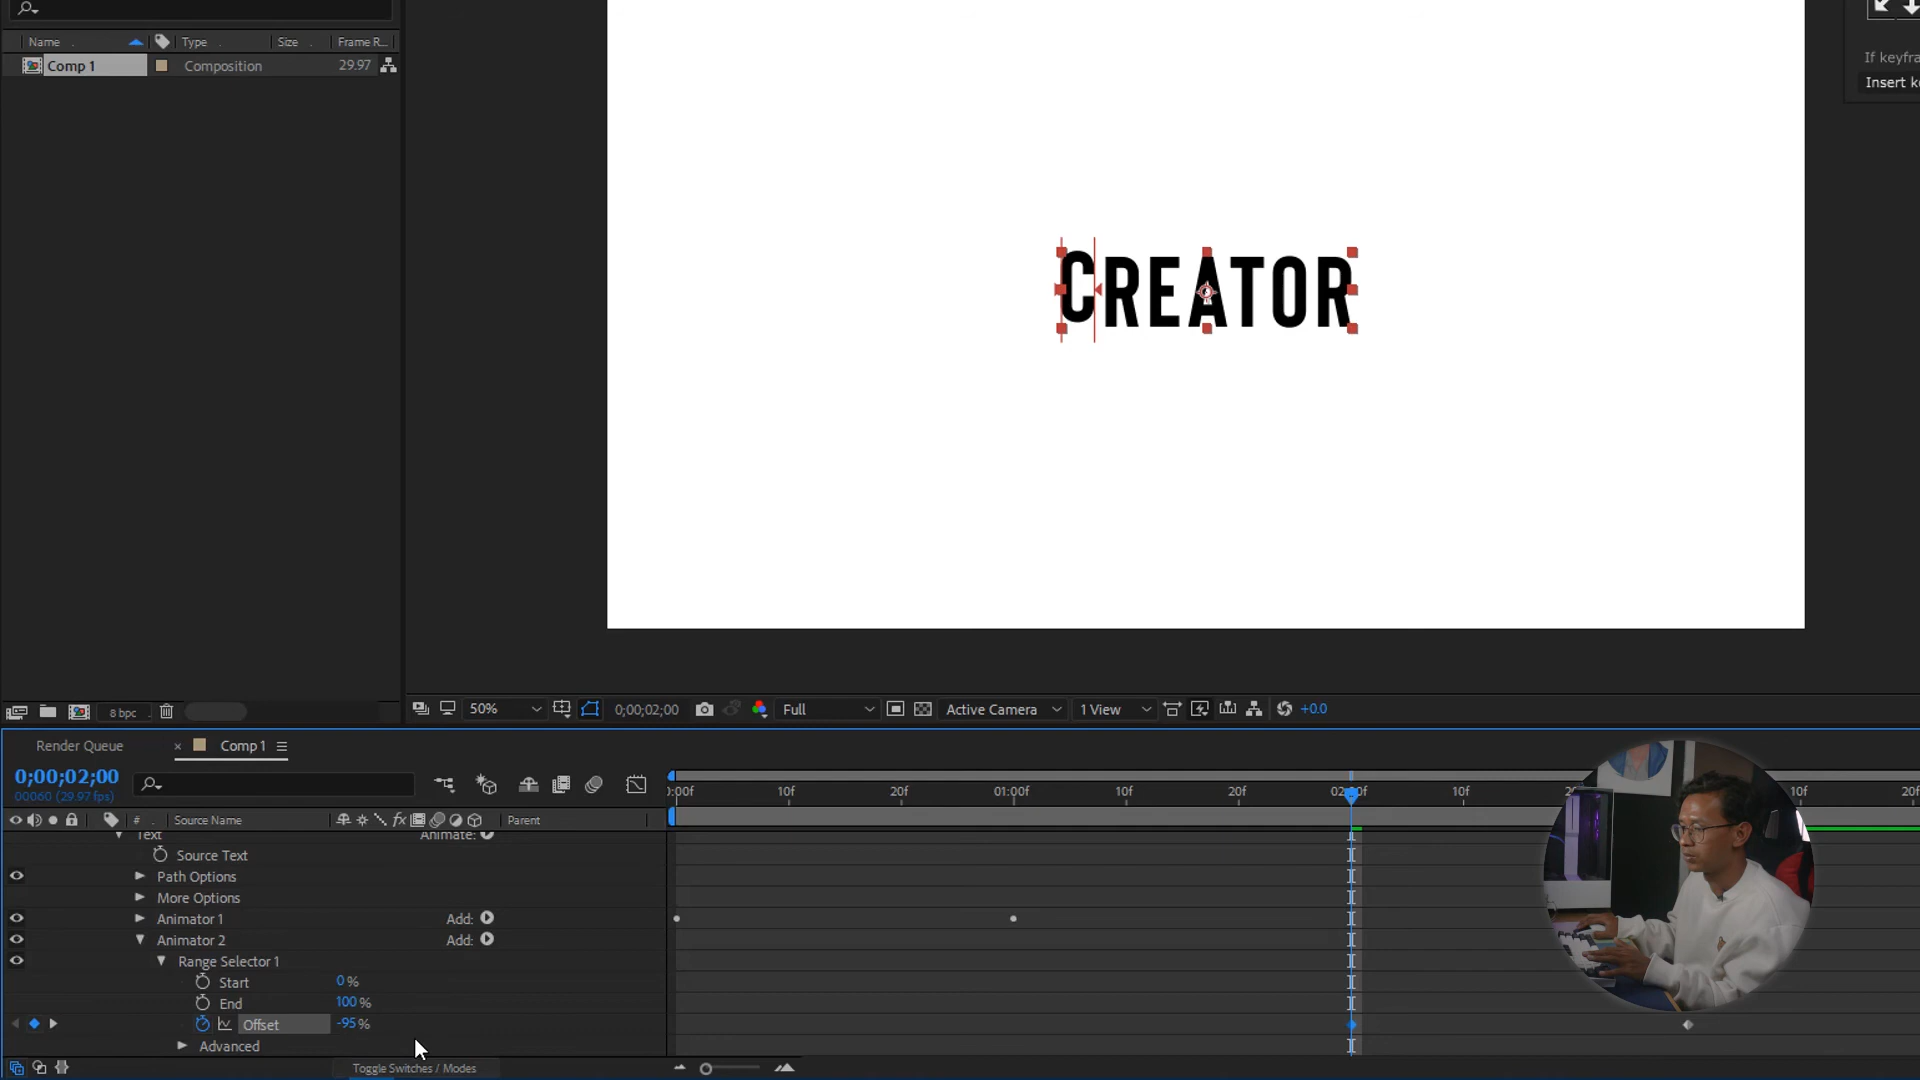 Name
Type
Size
Frame R...
Comp 1
Composition
29.97
If keyfra
Insert ke
CREATOR
8 bpc
50%
0;00;02;00
Full
Active Camera
1 View
+0.0
Render Queue
× Comp 1
0;00;02;00
00060 (29.97 fps)
0:00f
10f
20f
01:00f
10f
20f
02:00f
10f
10f
20f
#
Source Name
fx
Parent
Text
Animate:
Source Text
Path Options
More Options
Animator 1
Add:
Animator 2
Add:
Range Selector 1
Start
0%
End
100%
Offset
-95%
Advanced
Toggle Switches / Modes